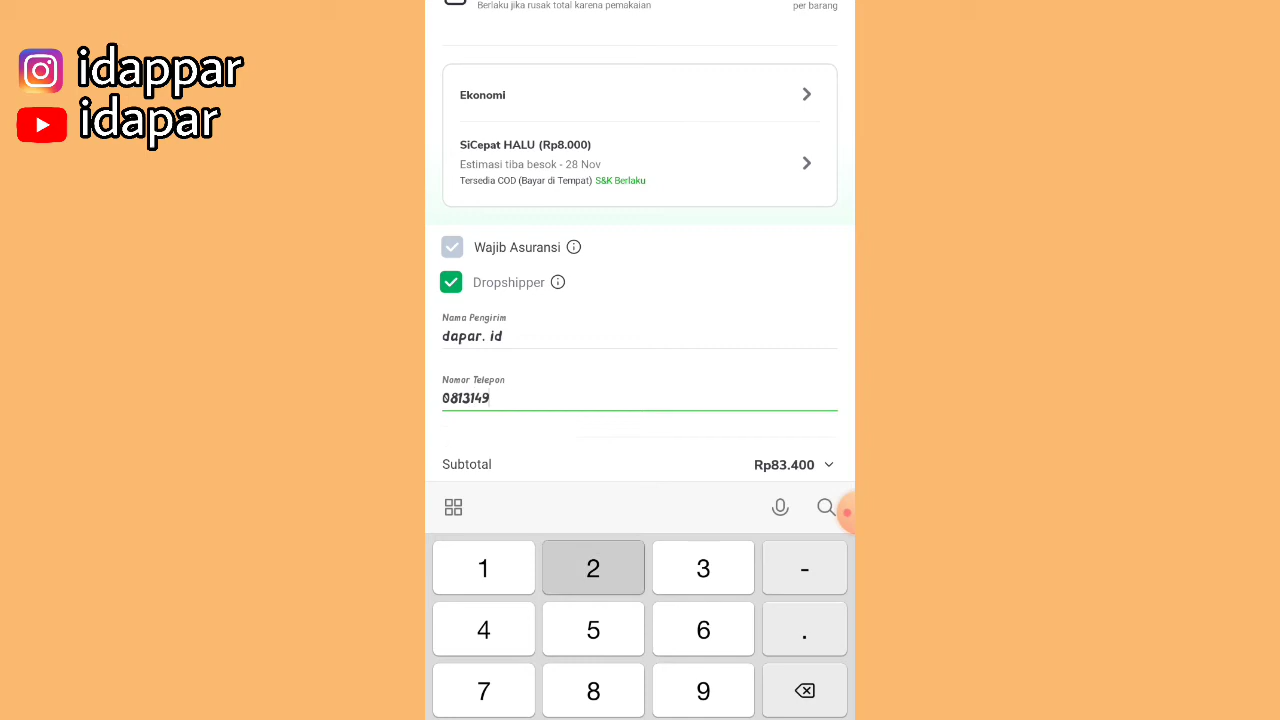 idappar
idapar
Berlaku jika rusak total karena pemakaian
per barang
Ekonomi
SiCepat HALU (Rp8.000)
Estimasi tiba besok - 28 Nov
Tersedia COD (Bayar di Tempat) S&K Berlaku
Wajib Asuransi
Dropshipper
Nama Pengirim
dapar. id
Nomor Telepon
0813149
Subtotal Rp83.400
1 2 3 -
4 5 6 .
7 8 9